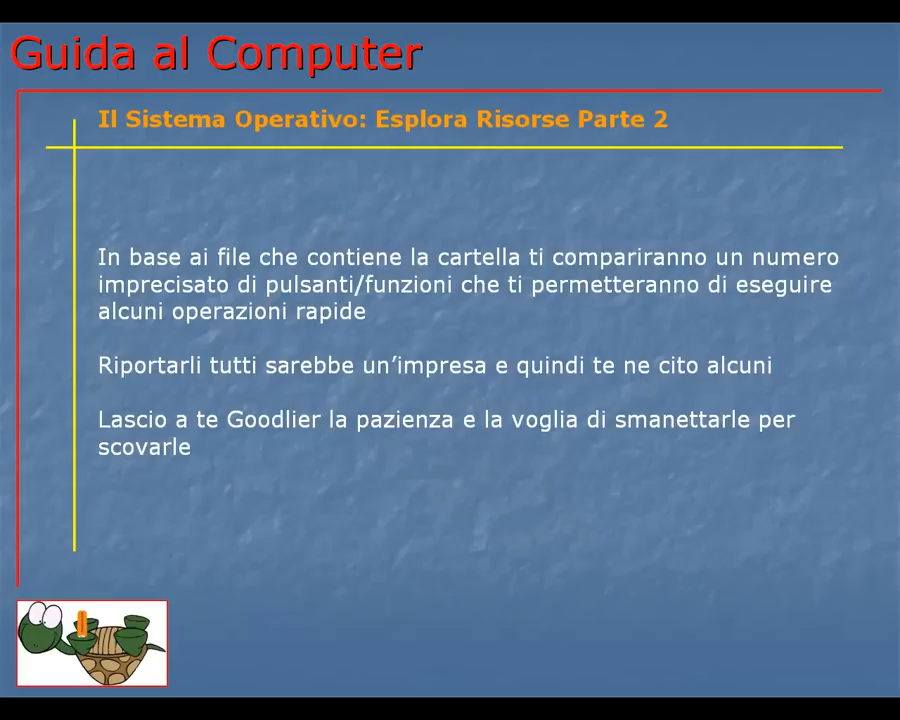 Guida al Computer
Il Sistema Operativo: Esplora Risorse Parte 2
In base ai file che contiene la cartella ti compariranno un numero
imprecisato di pulsanti/funzioni che ti permetteranno di eseguire
alcuni operazioni rapide
Riportarli tutti sarebbe un’impresa e quindi te ne cito alcuni
Lascio a te Goodlier la pazienza e la voglia di smanettarle per
scovarle